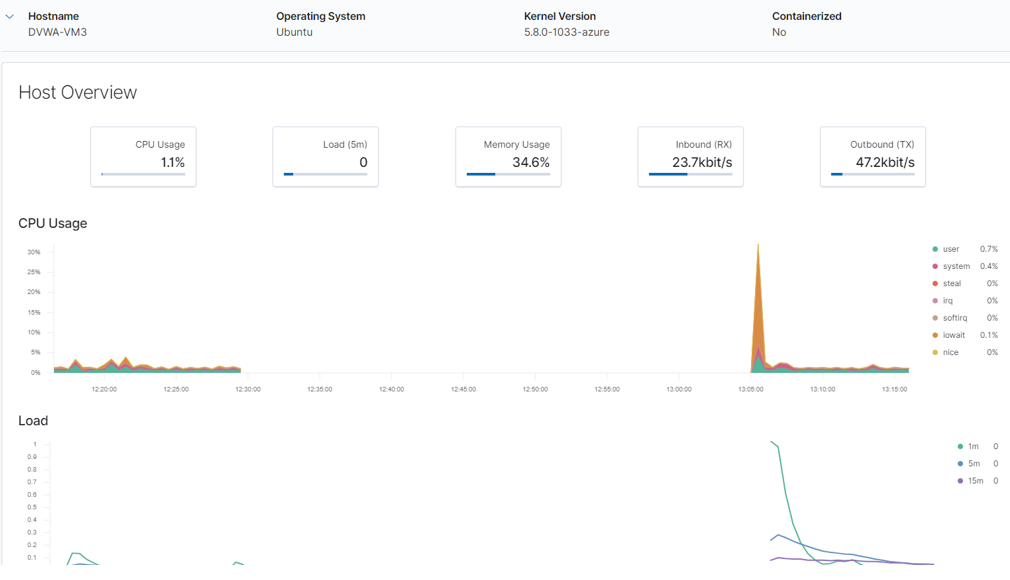 Hostname Operating System Kernel Version Containerized
DVWA-VM3 Ubuntu 5.8.0-1033-azure No
Host Overview
CPU Usage Load (5m) Memory Usage Inbound (RX) Outbound (TX)
1.1% 0 34.6% 23.7kbit/s 47.2kbit/s
CPU Usage
30%
25%
20%
15%
10%
5%
0%
12:20:00 12:25:00 12:30:00 12:35:00 12:40:00 12:45:00 12:50:00 12:55:00 13:00:00 13:05:00 13:10:00 13:15:00
user 0.7%
system 0.4%
steal 0%
irq 0%
softirq 0%
iowait 0.1%
nice 0%
Load
1
0.9
0.8
0.7
0.6
0.5
0.4
0.3
0.2
0.1
1m 0
5m 0
15m 0